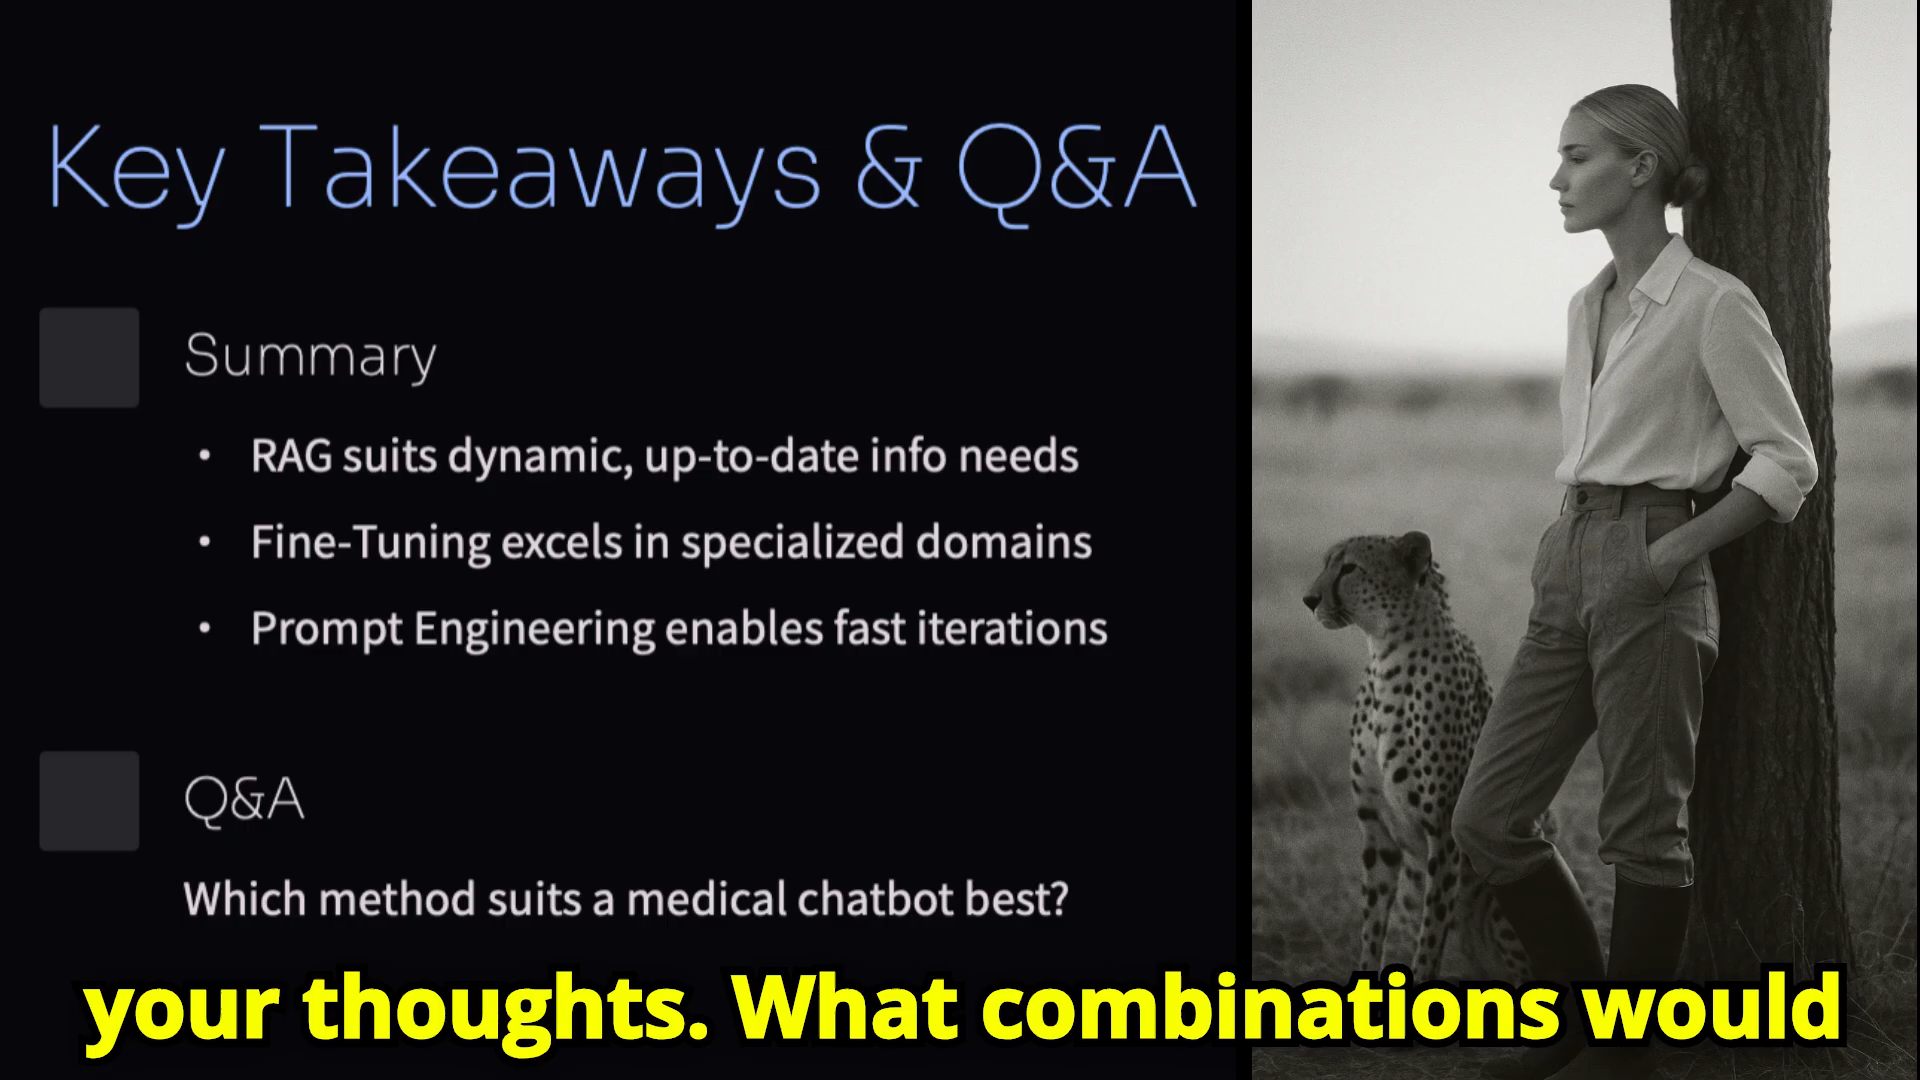 Key Takeaways & Q&A
Summary
• RAG suits dynamic, up-to-date info needs
• Fine-Tuning excels in specialized domains
• Prompt Engineering enables fast iterations
Q&A
Which method suits a medical chatbot best?
your thoughts. What combinations would